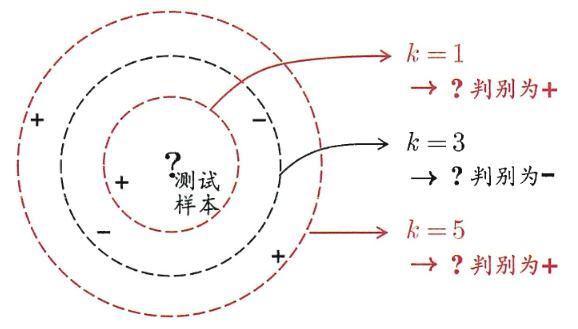 k = 1
→ ? 判别为+
+
−
k = 3
→ ? 判别为−
?
+
测试
样本
−
k = 5
+
→ ? 判别为+